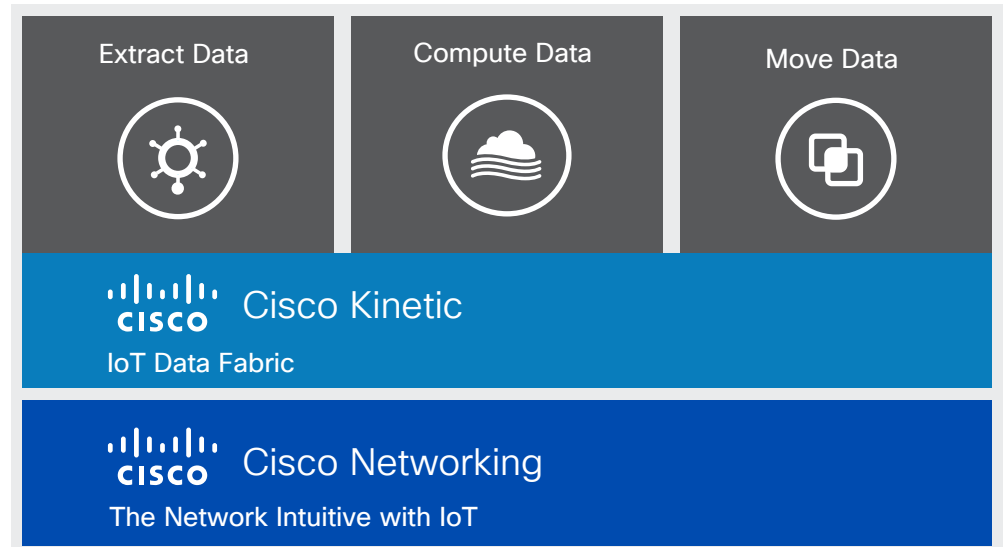 Extract Data
Compute Data
Move Data
CISCO
Cisco Kinetic
IoT Data Fabric
CISCO
Cisco Networking
The Network Intuitive with IoT